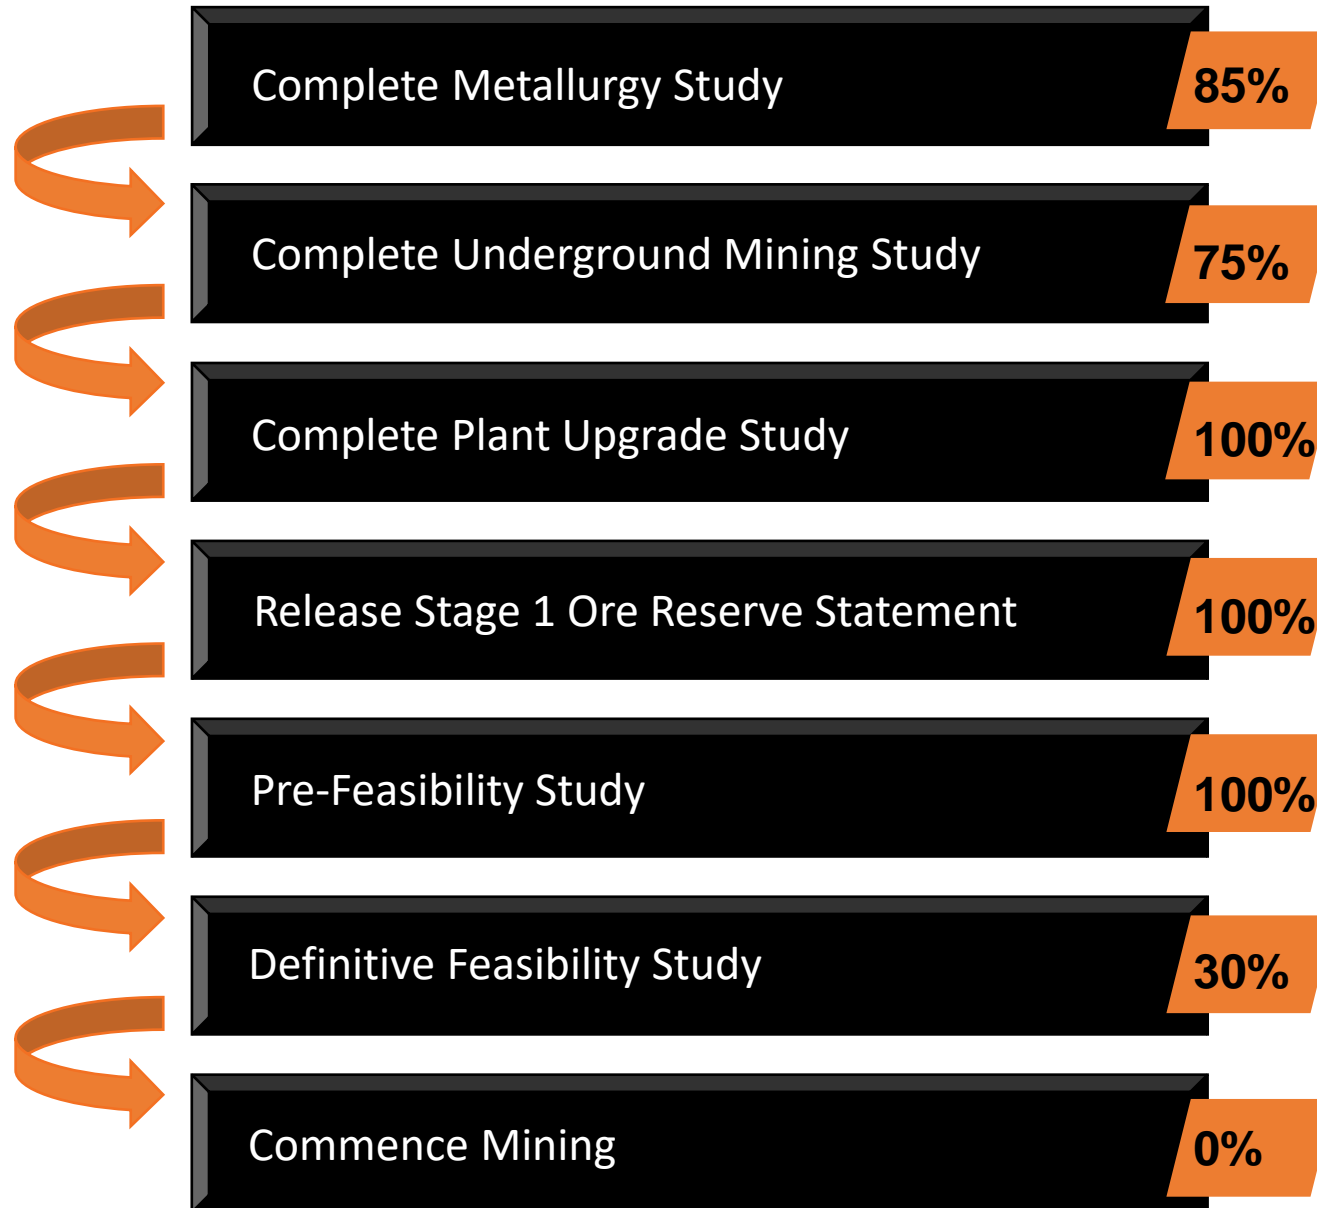 Complete Metallurgy Study 85%
Complete Underground Mining Study 75%
Complete Plant Upgrade Study 100%
Release Stage 1 Ore Reserve Statement 100%
Pre-Feasibility Study 100%
Definitive Feasibility Study 30%
Commence Mining 0%